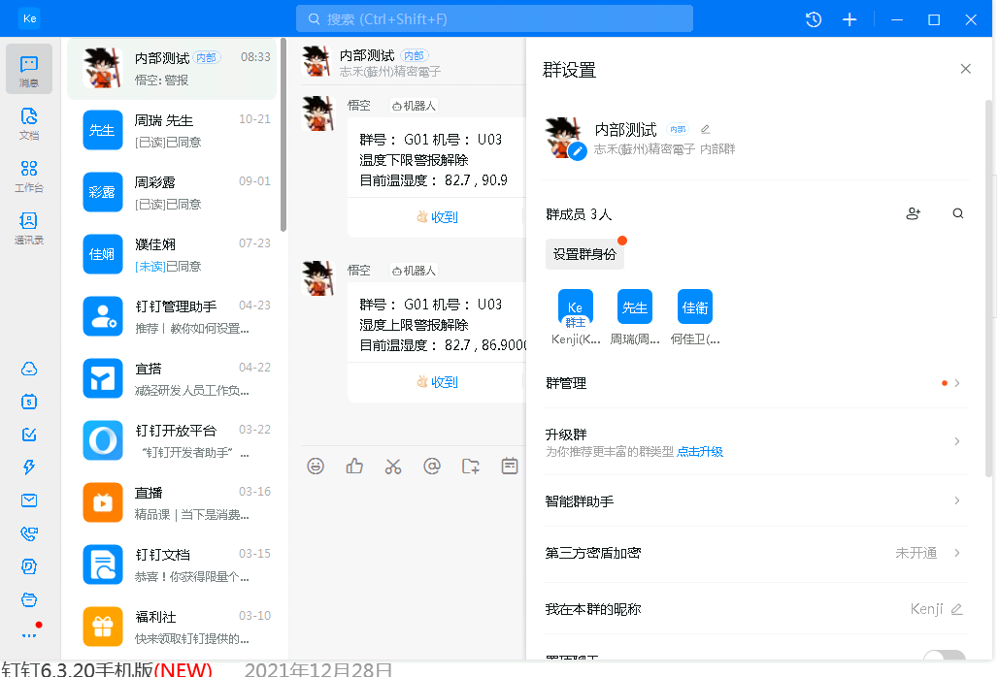 Ke
搜索 (Ctrl+Shift+F)
消息
文档
工作台
通讯录
5
内部测试 内部 08:33
悟空: 警报
先生
周瑞 先生 10-21
[已读]已同意
彩露
周彩露 09-01
[已读]已同意
佳娴
濮佳娴 07-23
[未读]已同意
钉钉管理助手 04-23
推荐丨教你如何设置...
宜搭 04-22
减轻研发人员工作负...
钉钉开放平台 03-22
“钉钉开发者助手” ...
直播 03-16
精品课 | 当下是消费...
钉钉文档 03-15
恭喜！你获得限量个...
福利社 03-10
快来领取钉钉提供的...
内部测试 内部
志禾(蘇州)精密電子
悟空 机器人
群号： G01 机号： U03
温度下限警报解除
目前温湿度： 82.7 , 90.9
收到
悟空 机器人
群号： G01 机号： U03
湿度上限警报解除
目前温湿度： 82.7 , 86.9000
收到
群设置
内部测试 内部
志禾(蘇州)精密電子 内部群
群成员 3人
设置群身份
Ke
群主
先生
佳衛
Kenji(K...
周瑞(周...
何佳卫(...
群管理
升级群
为你推荐更丰富的群类型 点击升级
智能群助手
第三方密盾加密 未开通
我在本群的昵称 Kenji
置顶聊天
钉钉6.3.20手机版(NEW) 2021年12月28日